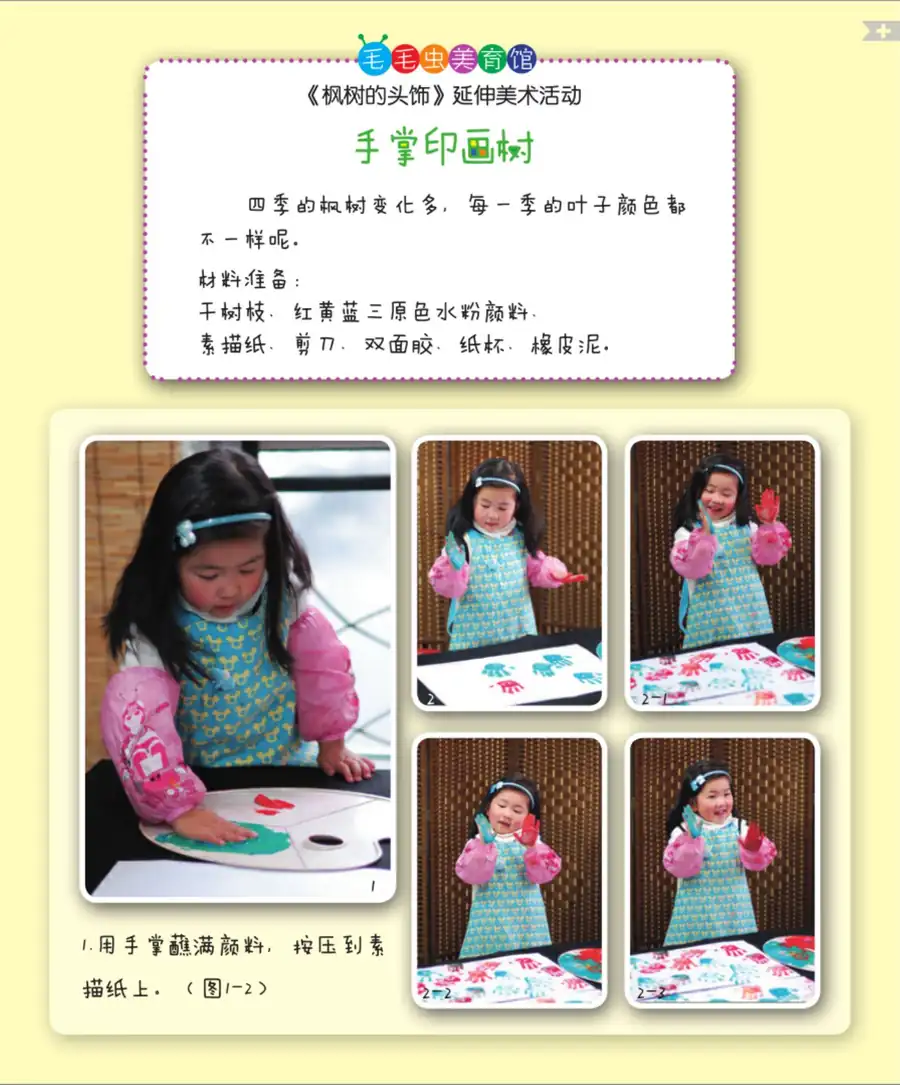 毛毛虫美育馆
《枫树的头饰》延伸美术活动
手掌印画树
四季的枫树变化多，每一季的叶子颜色都
不一样呢。
材料准备：
干树枝、红黄蓝三原色水粉颜料、
素描纸、剪刀、双面胶、纸杯、橡皮泥。
1
2
2-1
2-2
2-3
1.用手掌蘸满颜料，按压到素
描纸上。（图1-2）